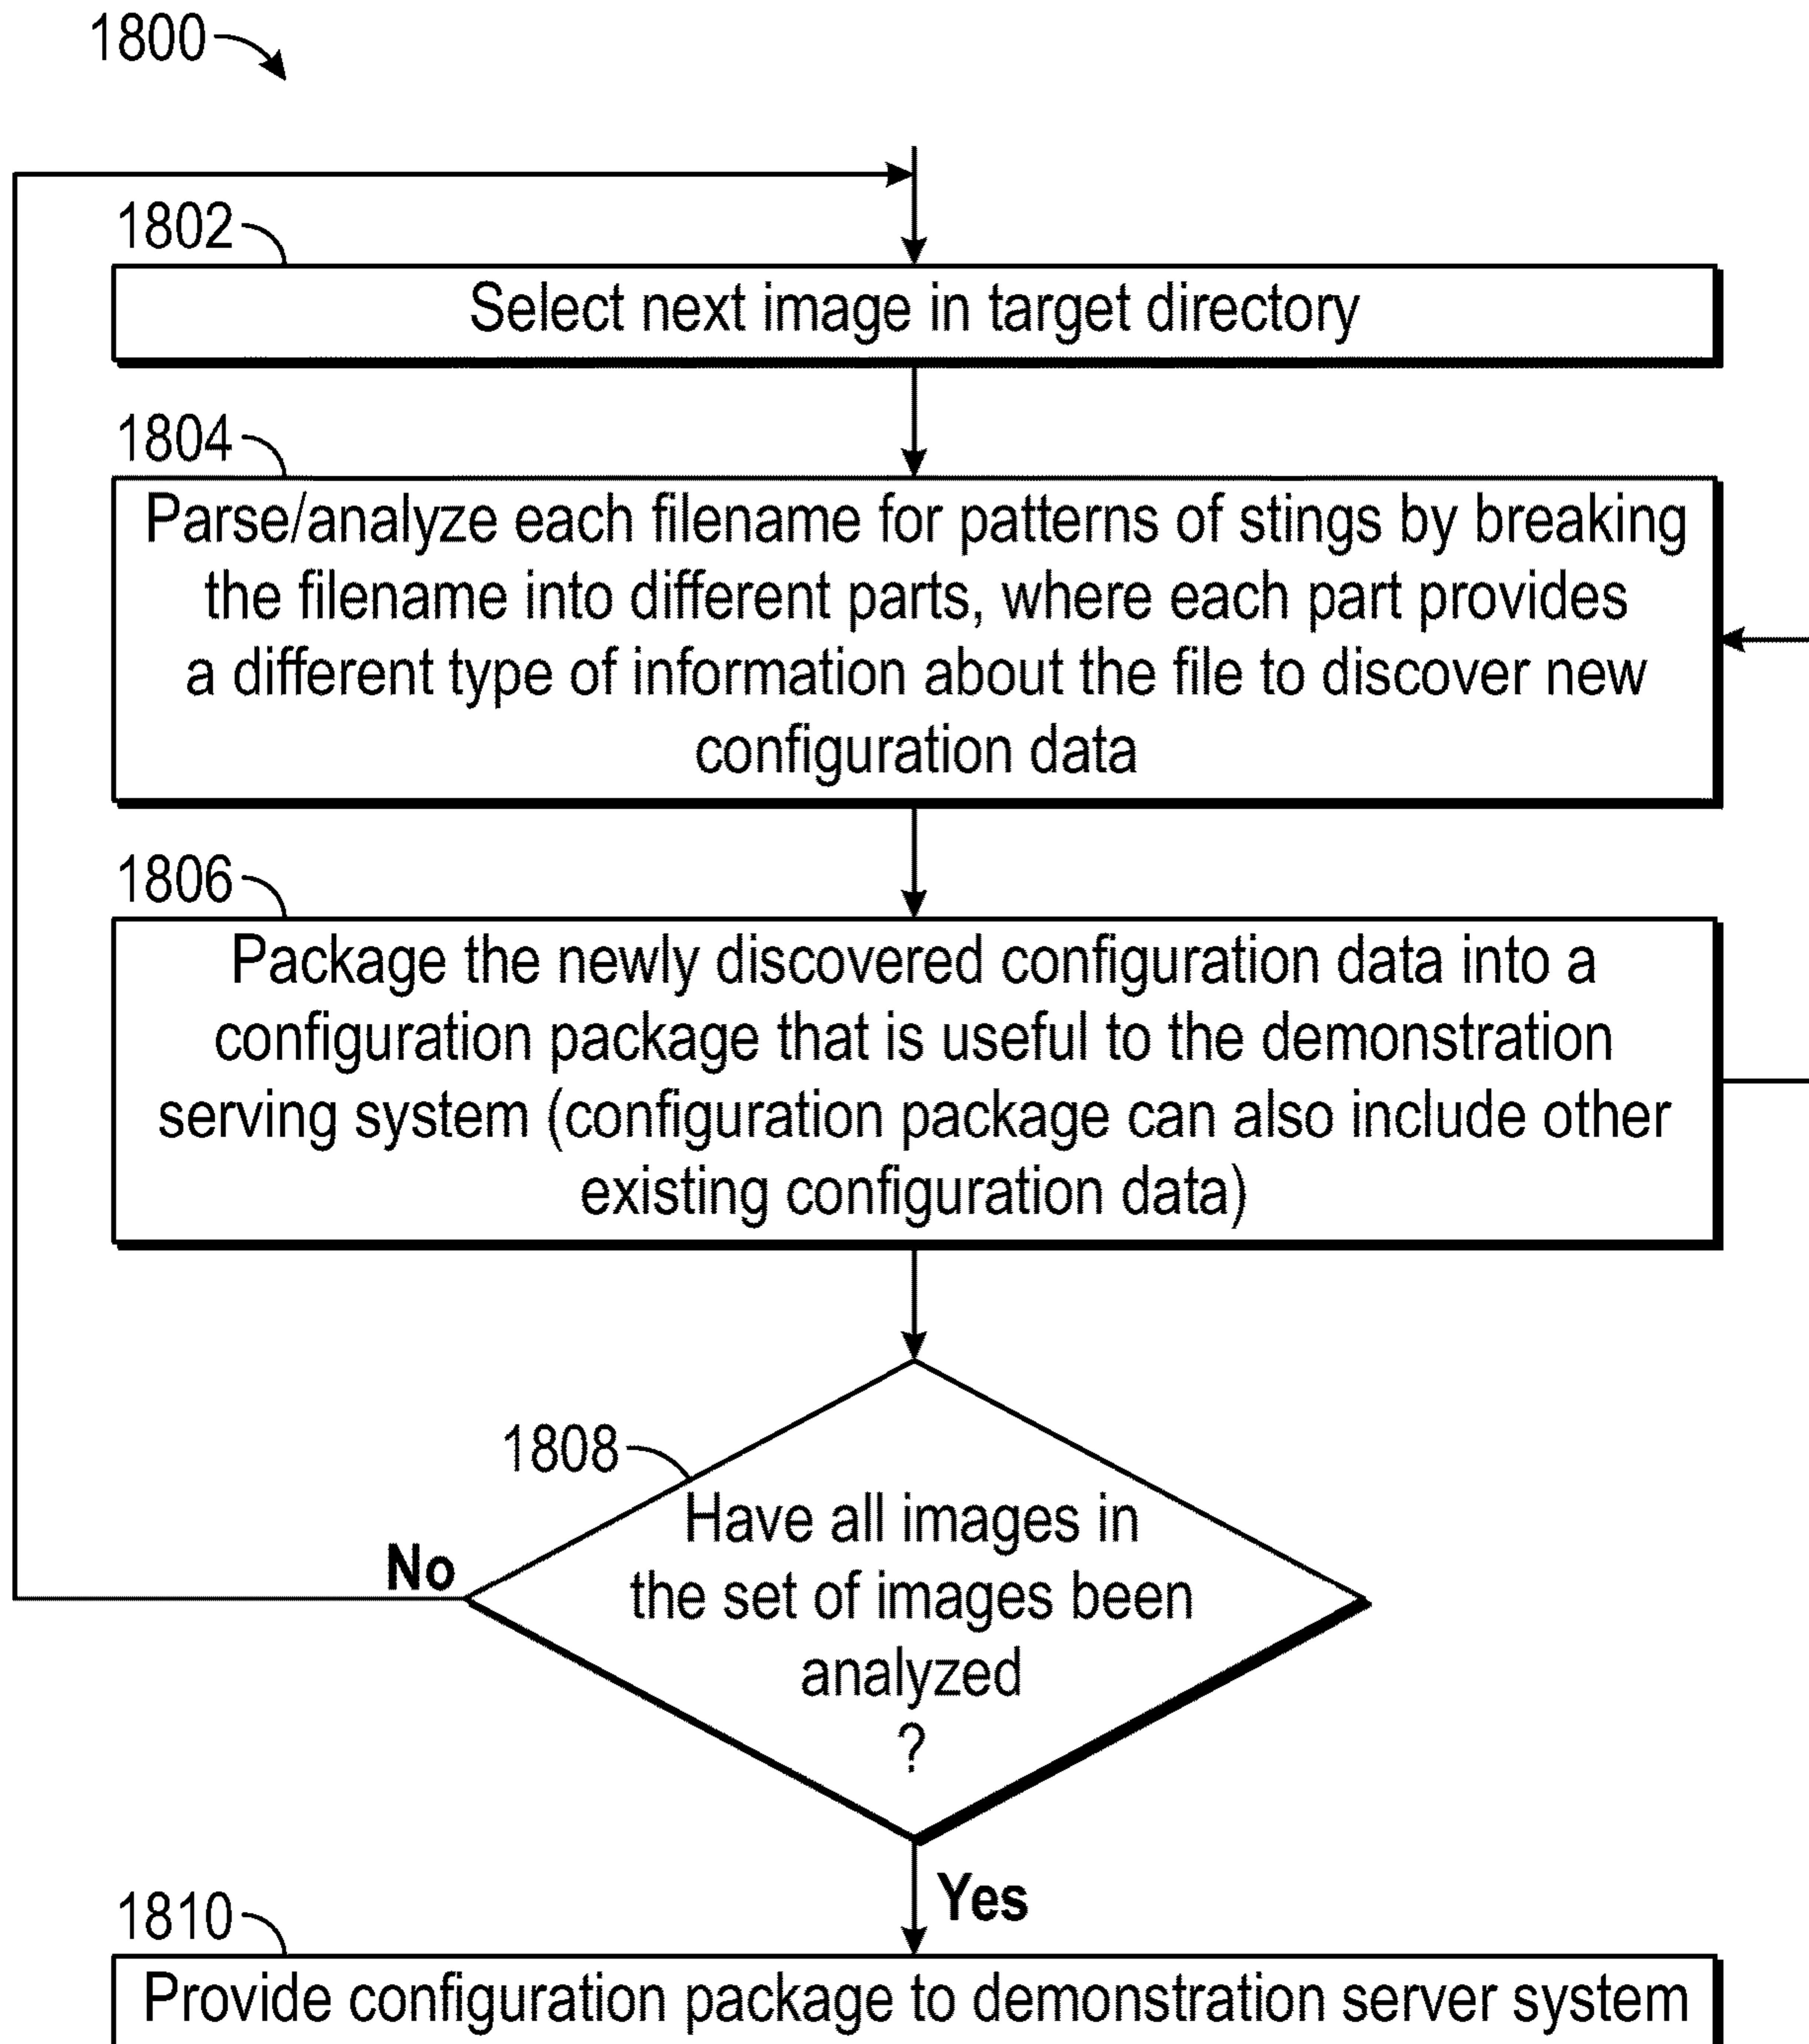 1800
1802
Select next image in target directory
1804
Parse/analyze each filename for patterns of stings by breaking
the filename into different parts, where each part provides
a different type of information about the file to discover new
configuration data
1806
Package the newly discovered configuration data into a
configuration package that is useful to the demonstration
serving system (configuration package can also include other
existing configuration data)
1808
Have all images in
the set of images been
analyzed
?
No
Yes
1810
Provide configuration package to demonstration server system